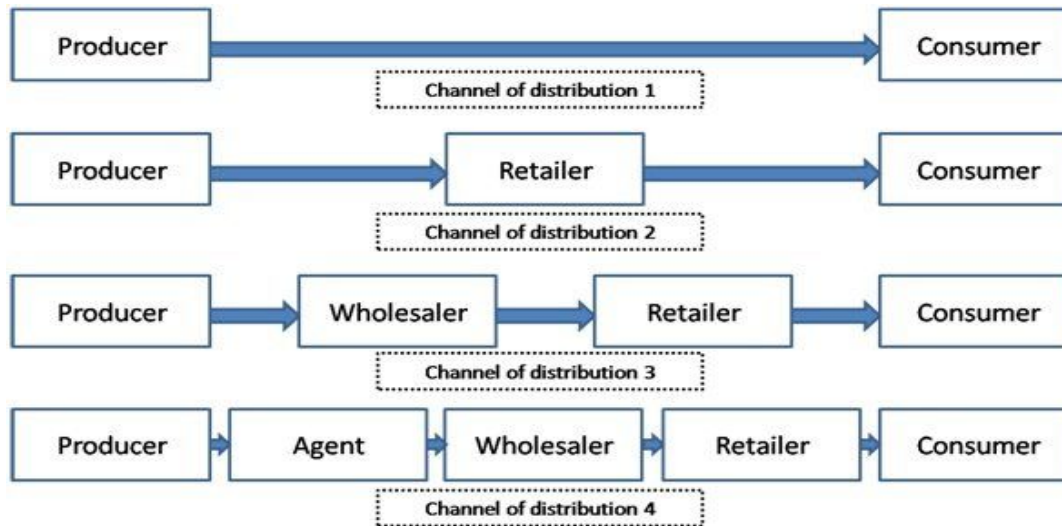 Producer Consumer
Channel of distribution 1
Producer Retailer Consumer
Channel of distribution 2
Producer Wholesaler Retailer Consumer
Channel of distribution 3
Producer Agent Wholesaler Retailer Consumer
Channel of distribution 4